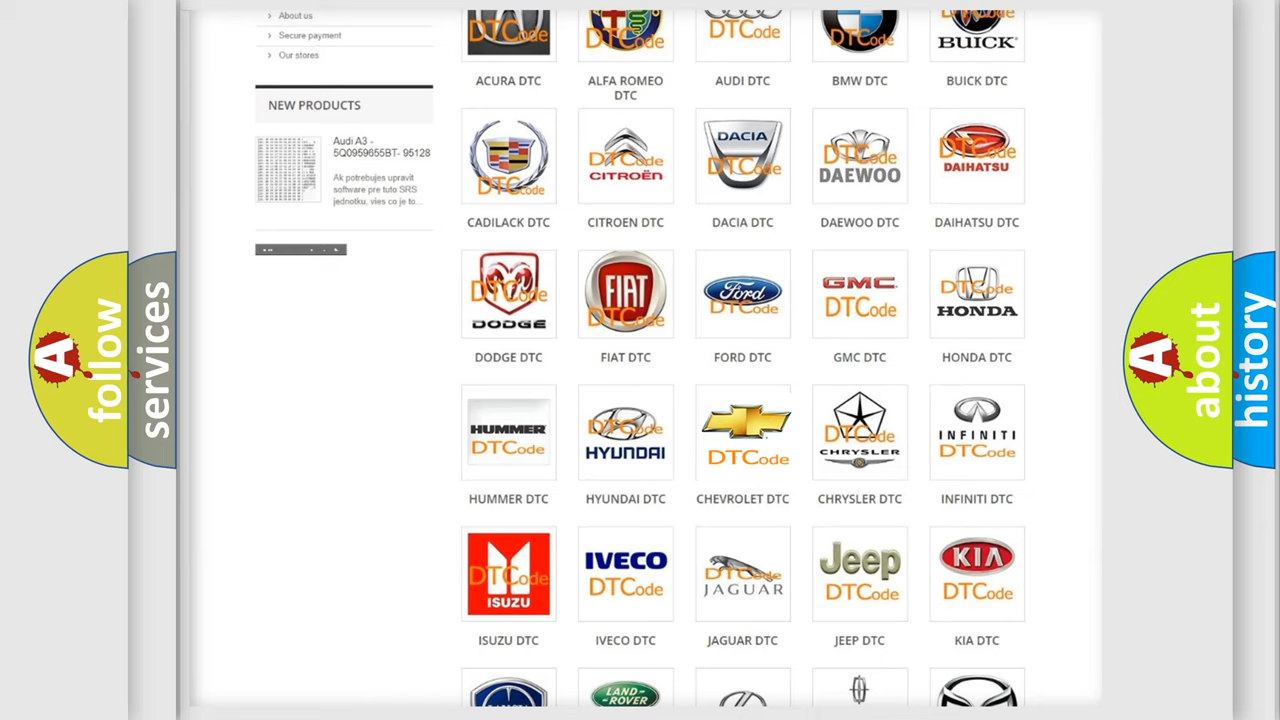 About us
Secure payment
Our stores
NEW PRODUCTS
Audi A3 -
5Q0959655BT- 95128
Ak potrebujes upravit
software pre tuto SRS
jednotku, vies co je to...
DTCode DTCode DTCode DTCode BUICK
ACURA DTC ALFA ROMEO DTC AUDI DTC BMW DTC BUICK DTC
DTCode
DTCode CITROËN
DACIA DTCode
DTCode DAEWOO
DTCode DAIHATSU
CADILACK DTC CITROEN DTC DACIA DTC DAEWOO DTC DAIHATSU DTC
DTCode DODGE
FIAT DTCode
Ford DTCode
GMC DTCode
DTCode HONDA
DODGE DTC FIAT DTC FORD DTC GMC DTC HONDA DTC
HUMMER DTCode
DTCode HYUNDAI
DTCode
DTCode CHRYSLER
INFINITI DTCode
HUMMER DTC HYUNDAI DTC CHEVROLET DTC CHRYSLER DTC INFINITI DTC
DTCode ISUZU
IVECO DTCode
DTCode JAGUAR
Jeep DTCode
KIA DTCode
ISUZU DTC IVECO DTC JAGUAR DTC JEEP DTC KIA DTC
LAND-
ROVER
A follow
services
A about
history